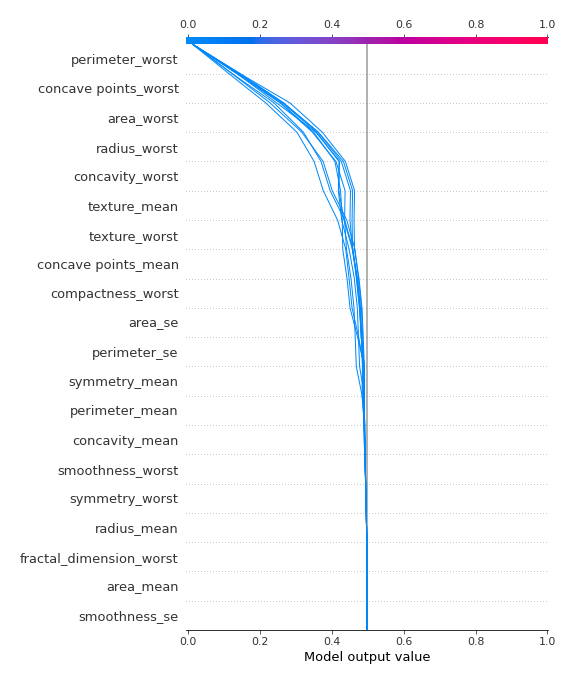 0.0 0.2 0.4 0.6 0.8 1.0
perimeter_worst
concave points_worst
area_worst
radius_worst
concavity_worst
texture_mean
texture_worst
concave points_mean
compactness_worst
area_se
perimeter_se
symmetry_mean
perimeter_mean
concavity_mean
smoothness_worst
symmetry_worst
radius_mean
fractal_dimension_worst
area_mean
smoothness_se
0.0 0.2 0.4 0.6 0.8 1.0
Model output value